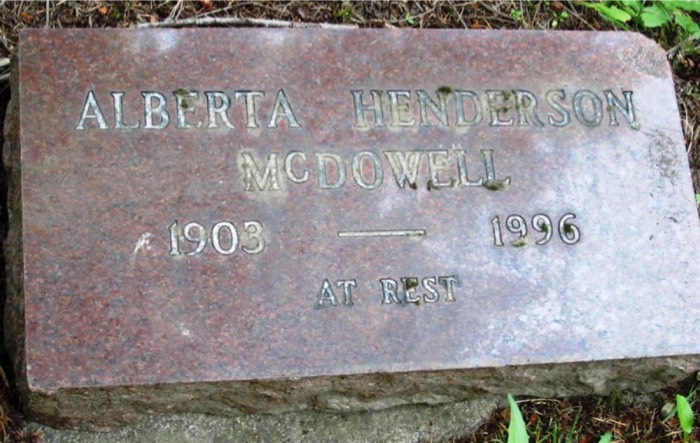 ALBERTA HENDERSON
McDOWELL
1903 — 1996
AT REST